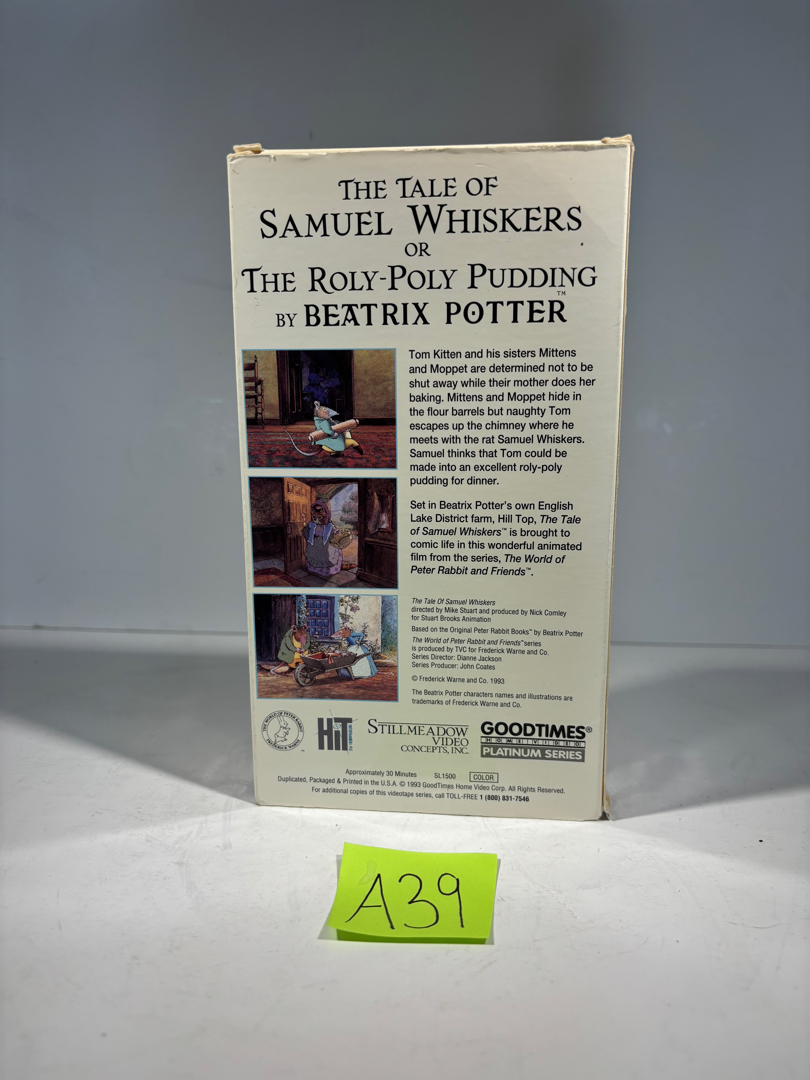 THE TALE OF
SAMUEL WHISKERS
OR
THE ROLY-POLY PUDDING
BY BEATRIX POTTER™
Tom Kitten and his sisters Mittens
and Moppet are determined not to be
shut away while their mother does her
baking. Mittens and Moppet hide in
the flour barrels but naughty Tom
escapes up the chimney where he
meets with the rat Samuel Whiskers.
Samuel thinks that Tom could be
made into an excellent roly-poly
pudding for dinner.
Set in Beatrix Potter's own English
Lake District farm, Hill Top, The Tale
of Samuel Whiskers™ is brought to
comic life in this wonderful animated
film from the series, The World of
Peter Rabbit and Friends™.
The Tale Of Samuel Whiskers
directed by Mike Stuart and produced by Nick Comley
for Stuart Brooks Animation
Based on the Original Peter Rabbit Books™ by Beatrix Potter
The World of Peter Rabbit and Friends™ series
is produced by TVC for Frederick Warne and Co.
Series Director: Dianne Jackson
Series Producer: John Coates
© Frederick Warne and Co. 1993
The Beatrix Potter characters names and illustrations are
trademarks of Frederick Warne and Co.
THE WORLD OF PETER RABBIT
FREDERICK WARNE
™
HiT
STILLMEADOW
VIDEO
CONCEPTS, INC.
GOODTIMES®
HOME VIDEO
PLATINUM SERIES
Approximately 30 Minutes SL1500 COLOR
Duplicated, Packaged & Printed in the U.S.A. © 1993 GoodTimes Home Video Corp. All Rights Reserved.
For additional copies of this videotape series, call TOLL-FREE 1 (800) 831-7546
A39